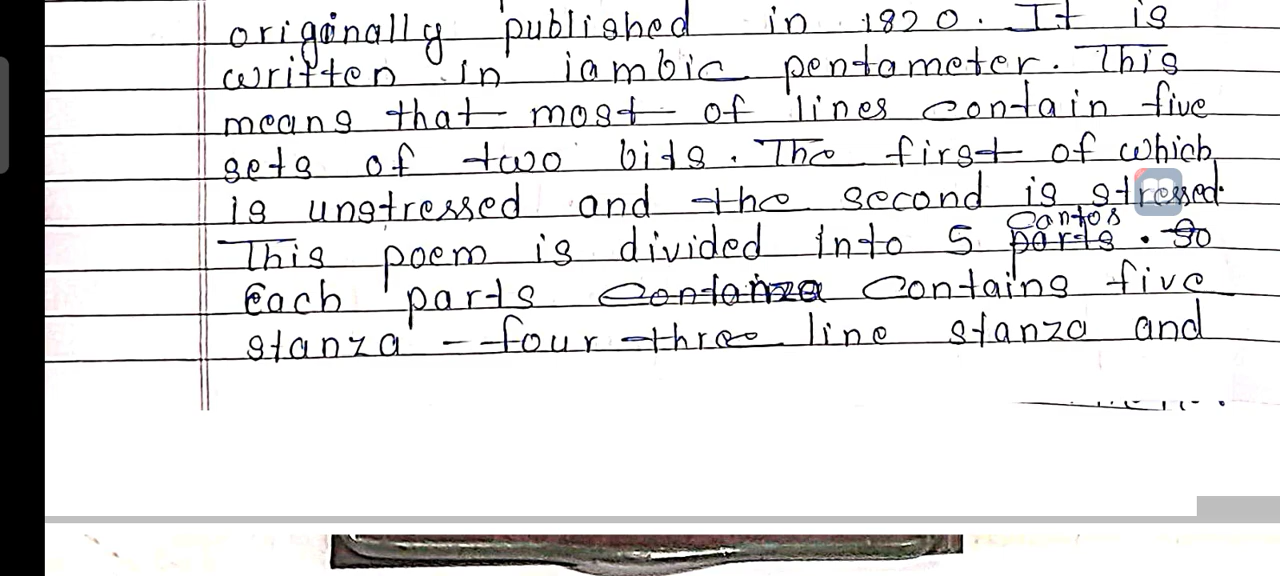 originally published in 1820. It is
written in iambic pentameter. This
means that most of lines contain five
sets of two bits. The first of which
is unstressed and the second is stressed.
This poem is divided into 5 parts cantos. So
Each parts contains five
stanza - four three line stanza and